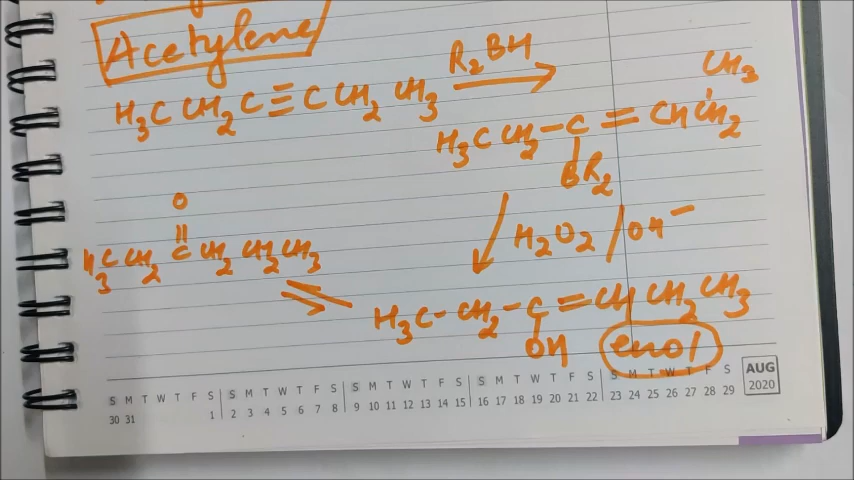 Acetylene
H3C CH2 C≡C CH2 CH3
R2BH
CH3
H3C CH2-C=CH CH2
BR2
H2O2/OH-
O
H3C CH2 C CH2 CH2 CH3
H3C-CH2-C=CH CH2 CH3
OH enol
S M T W T F S S M T W T F S S M T W T F S S M T W T F S S M T W T F S AUG
30 31 1 2 3 4 5 6 7 8 9 10 11 12 13 14 15 16 17 18 19 20 21 22 23 24 25 26 27 28 29 2020